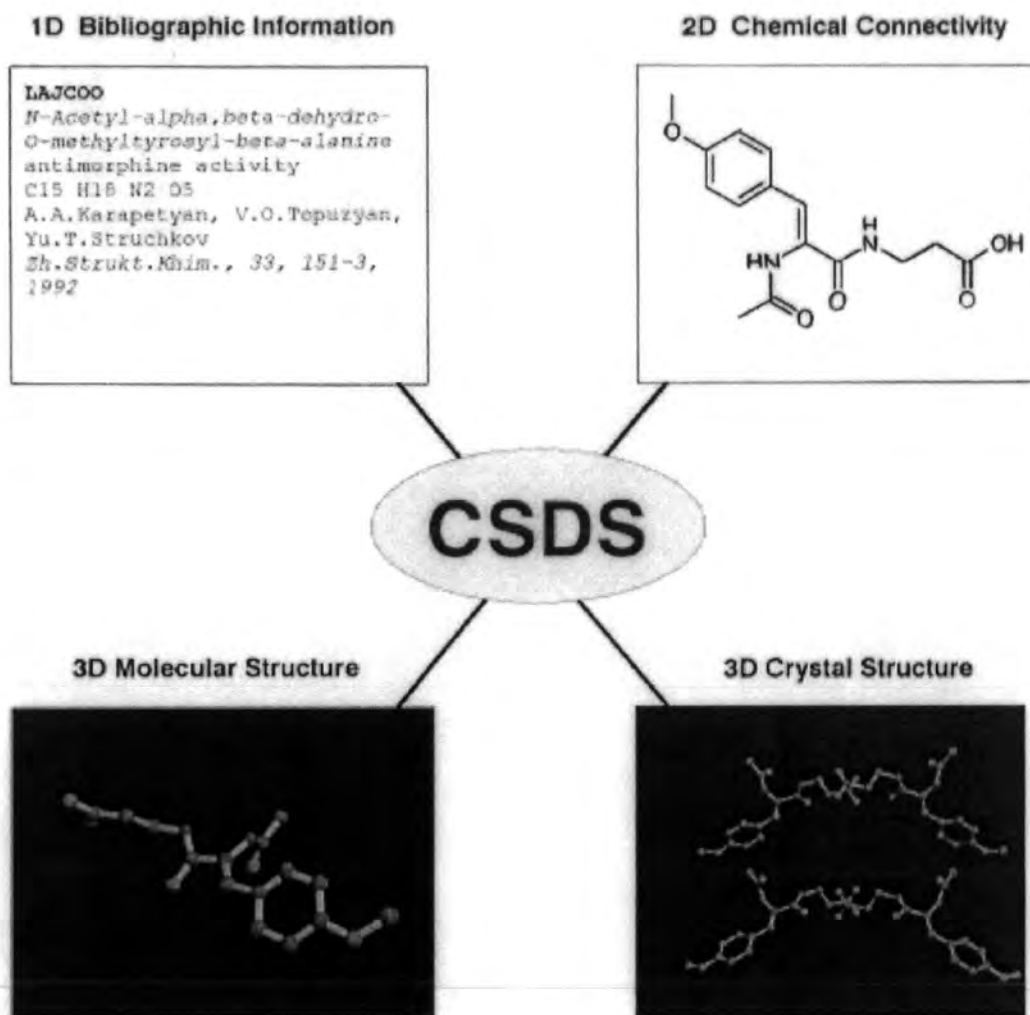 1D Bibliographic Information
LAJCOO
N-Acetyl-alpha,beta-dehydro-
O-methyltyrosyl-beta-alanine
antimorphine activity
C15 H18 N2 O5
A.A.Karapetyan, V.O.Topuzyan,
Yu.T.Struchkov
Zh.Strukt.Khim., 33, 151-3,
1992
2D Chemical Connectivity
O
H
N
OH
HN
O
O
O
CSDS
3D Molecular Structure
3D Crystal Structure